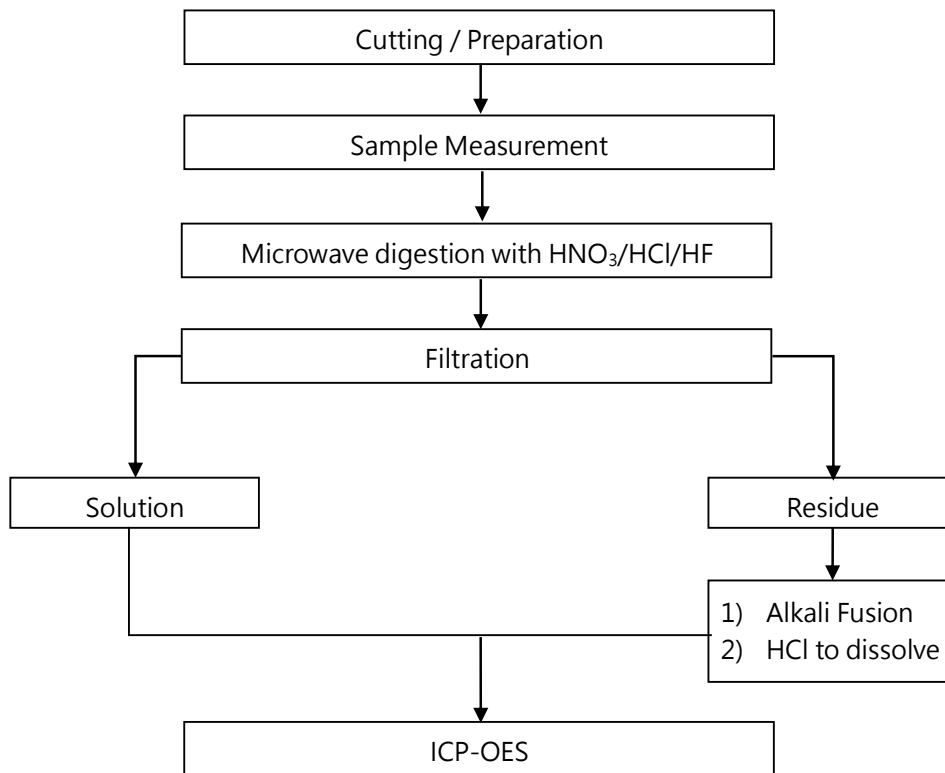 Cutting / Preparation
Sample Measurement
Microwave digestion with HNO₃/HCl/HF
Filtration
Solution
Residue
1) Alkali Fusion
2) HCl to dissolve
ICP-OES